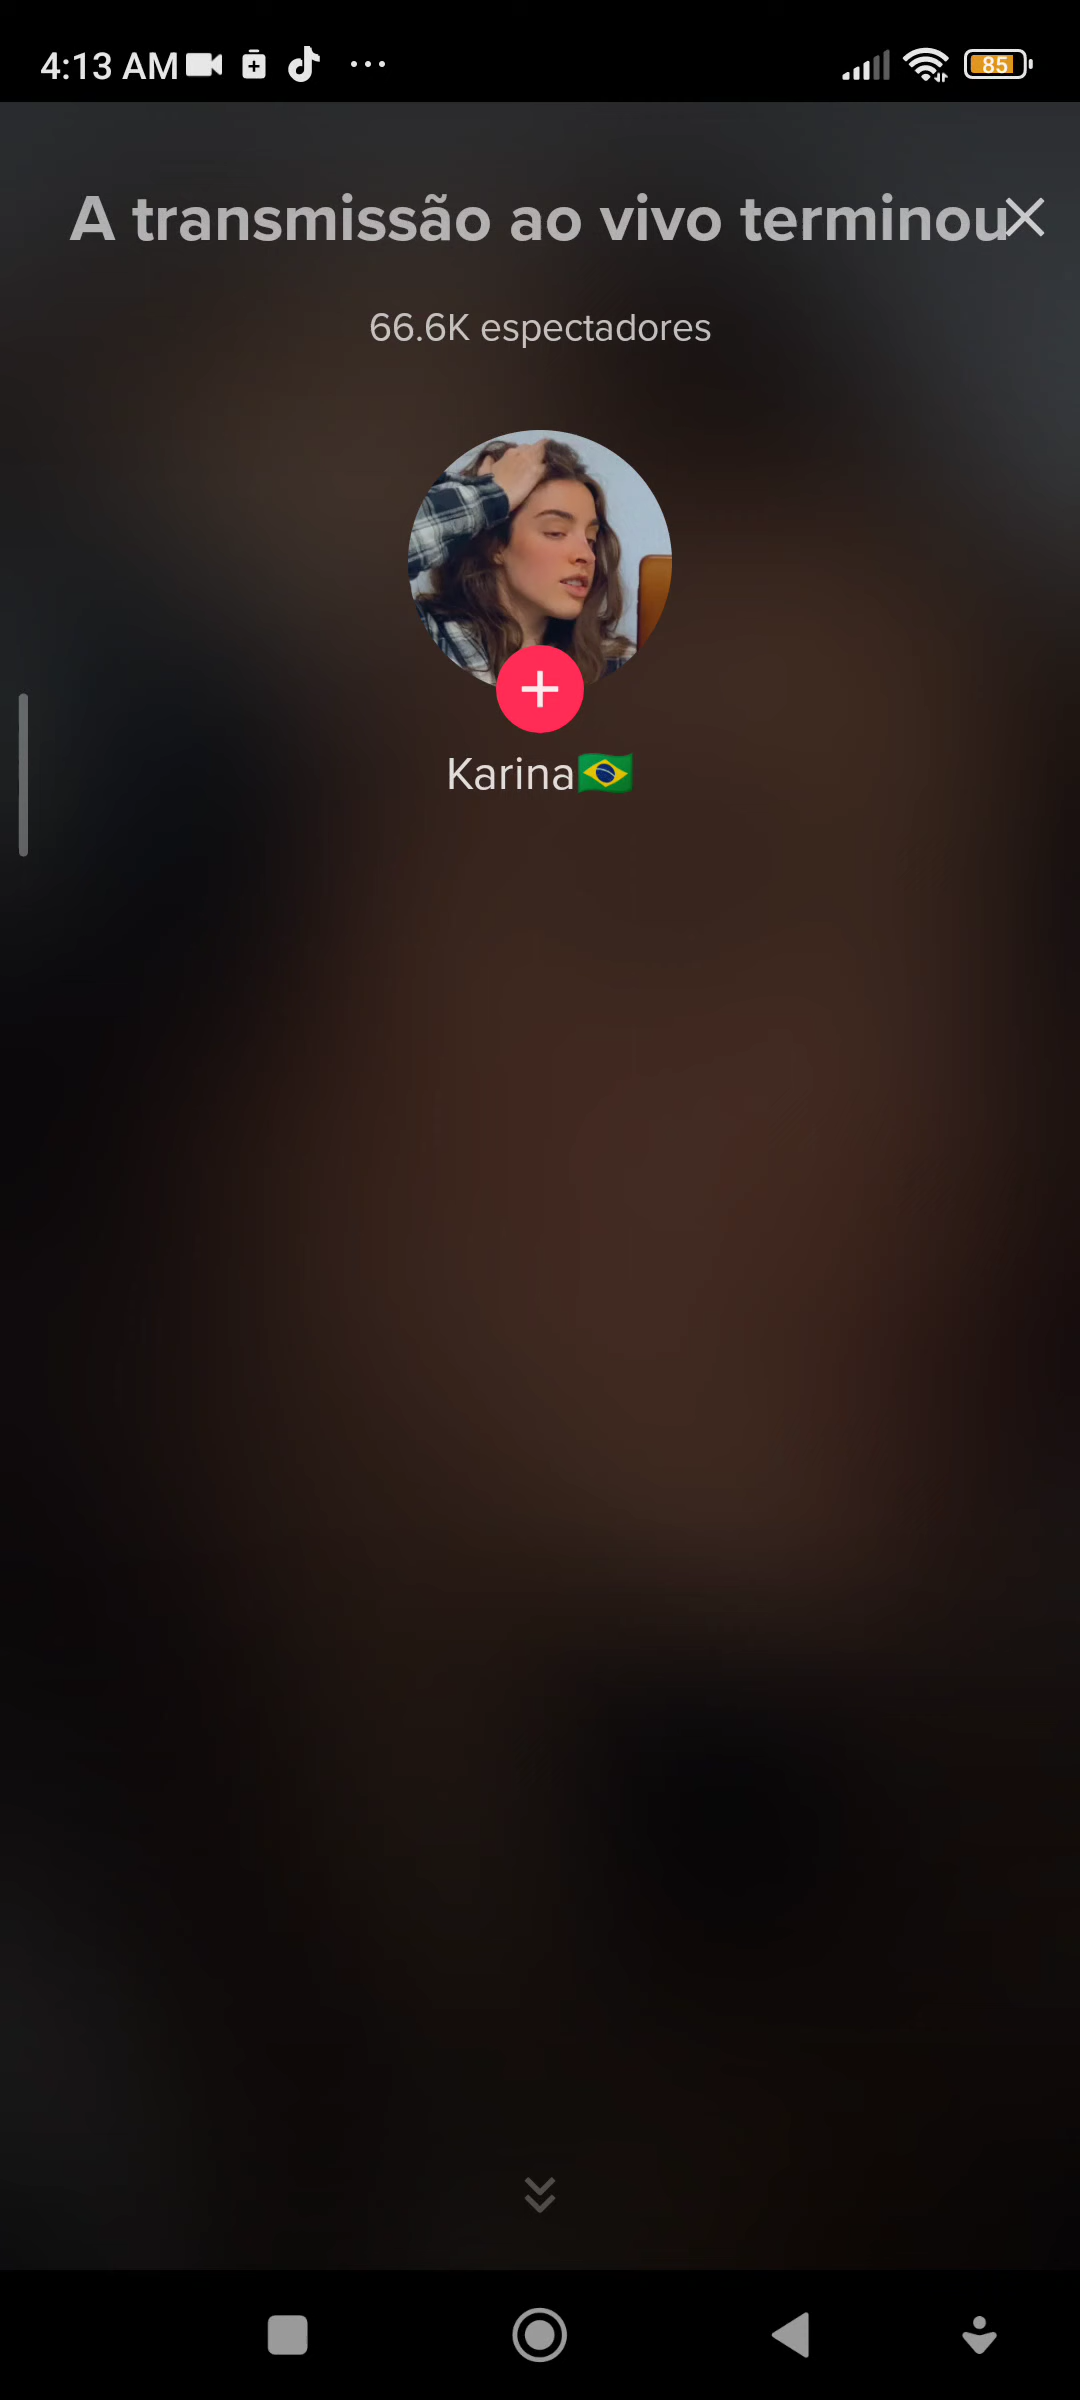 4:13 AM
85
A transmissão ao vivo terminou
66.6K espectadores
Karina🇧🇷